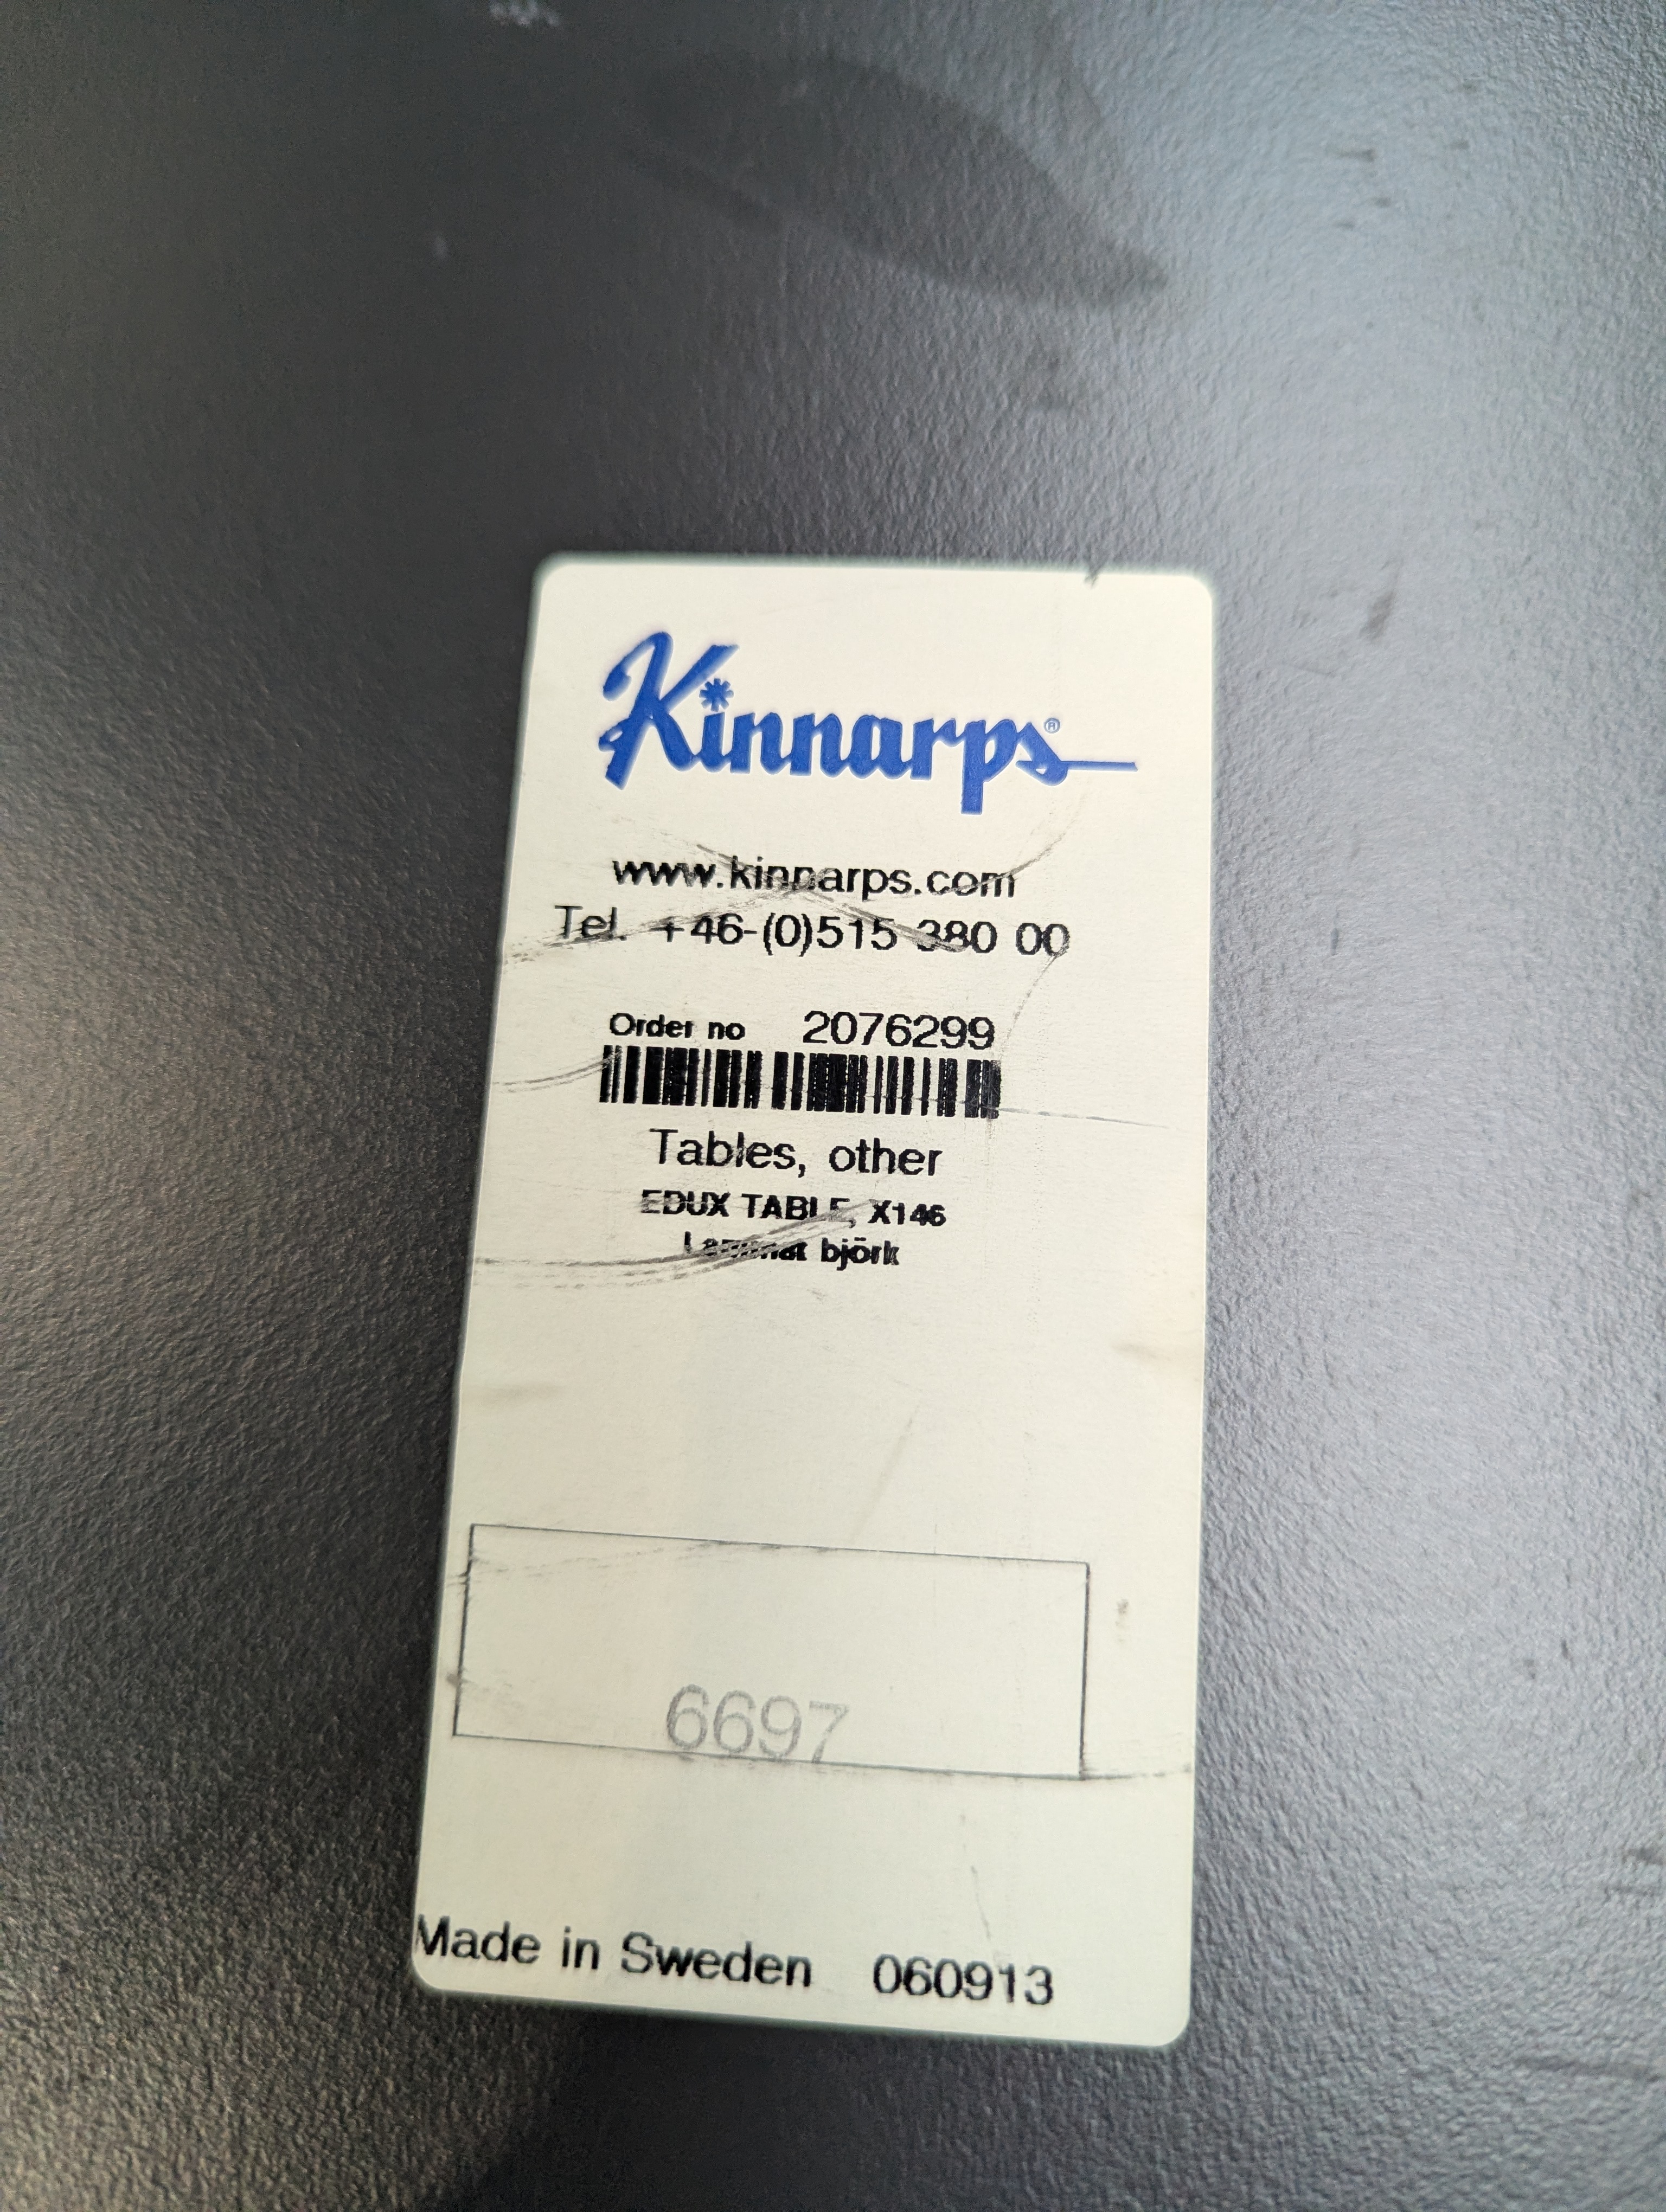 Kinnarps®
www.kinnarps.com
Tel. +46-(0)515 380 00
Order no 2076299
Tables, other
EDUX TABLE, X146
Laminat björk
6697
Made in Sweden 060913